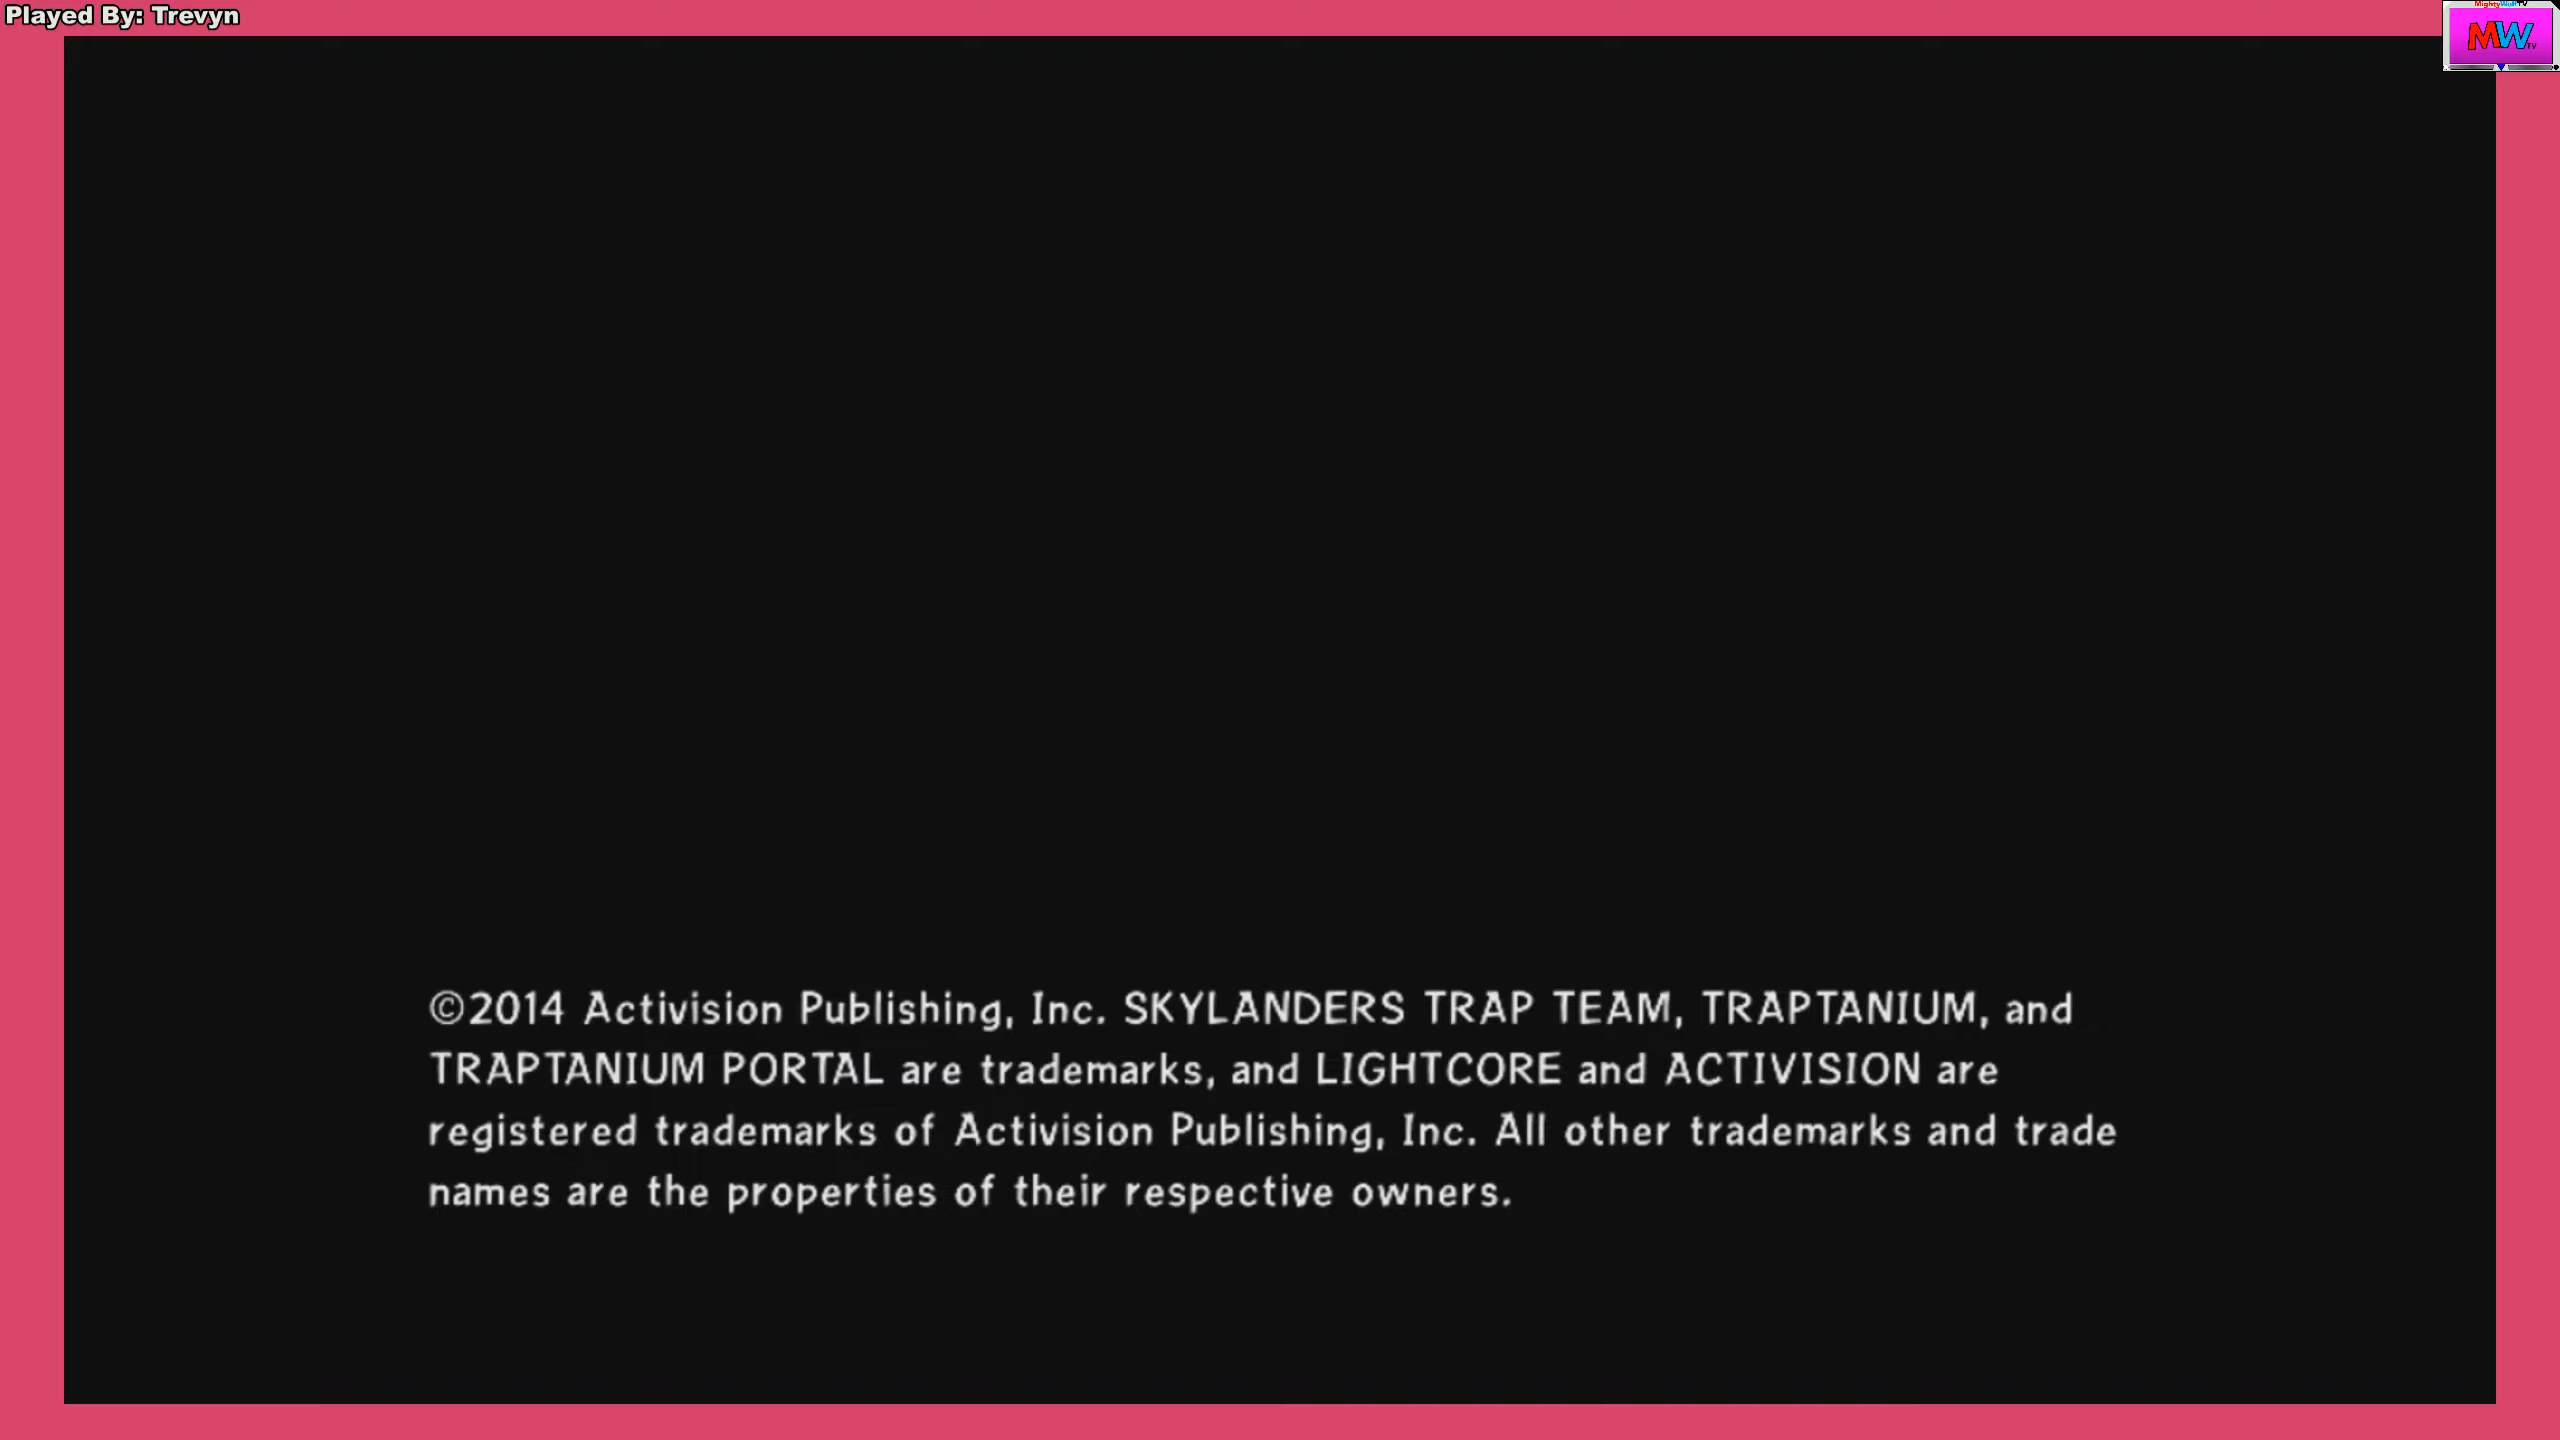 Played By: Trevyn
MightyWolfTV
MW TV
©2014 Activision Publishing, Inc. SKYLANDERS TRAP TEAM, TRAPTANIUM, and
TRAPTANIUM PORTAL are trademarks, and LIGHTCORE and ACTIVISION are
registered trademarks of Activision Publishing, Inc. All other trademarks and trade
names are the properties of their respective owners.